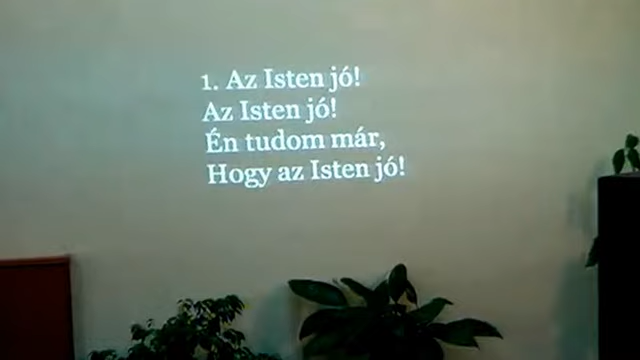 1. Az Isten jó!
Az Isten jó!
Én tudom már,
Hogy az Isten jó!